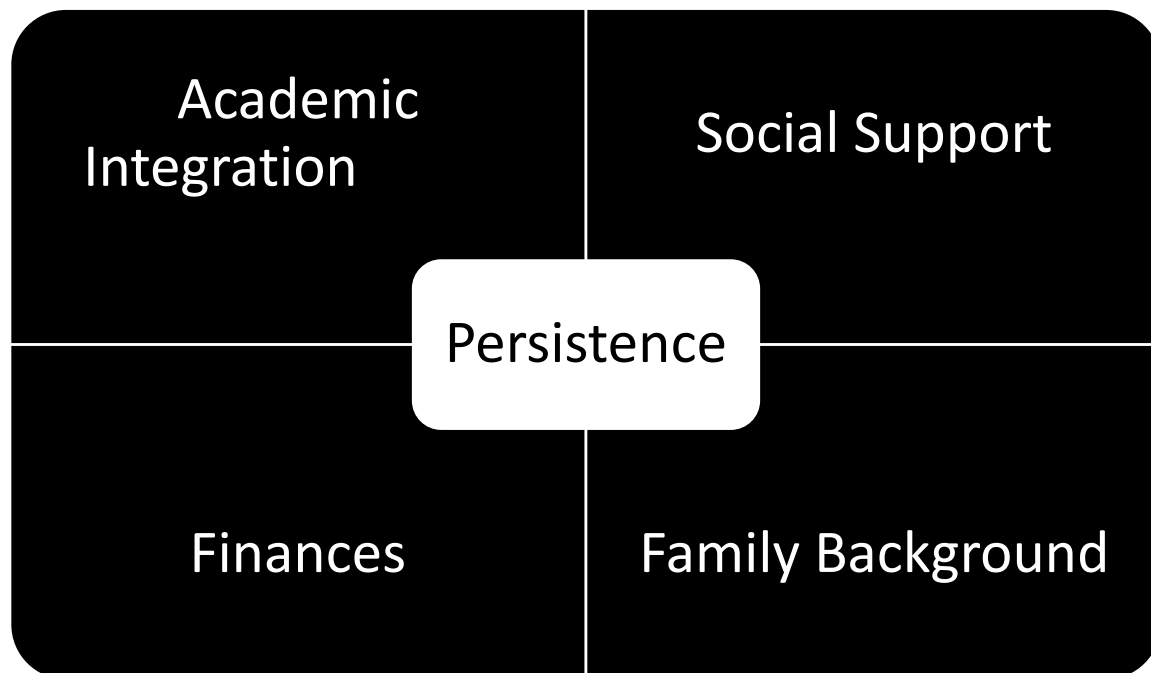 Academic
Integration
Social Support
Persistence
Finances
Family Background